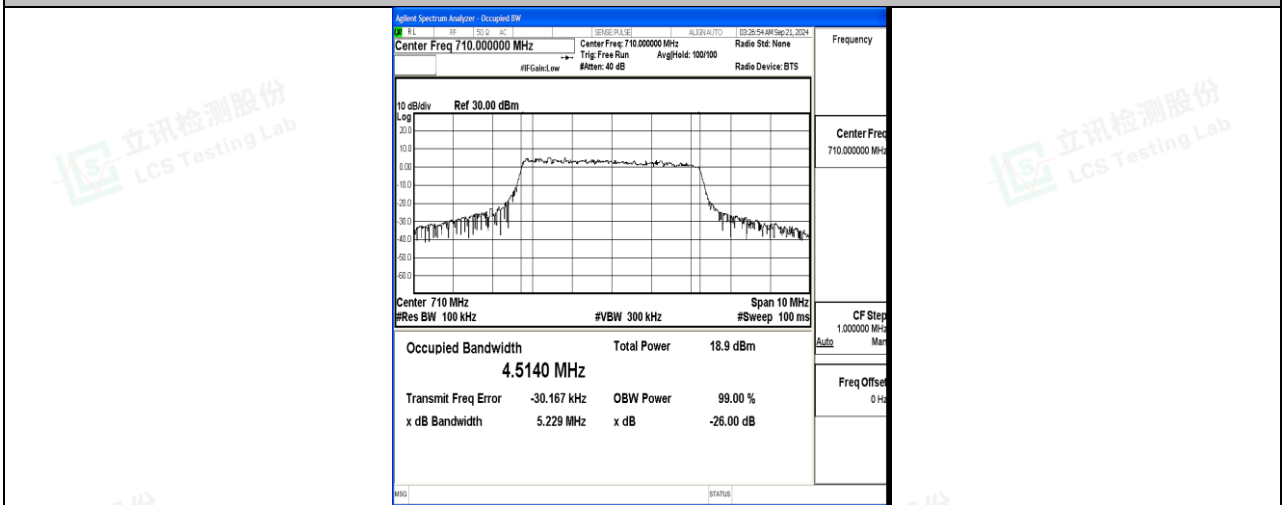 Agilent Spectrum Analyzer - Occupied BW
RL RF 50 Ω AC SENSE:PULSE ALIGN AUTO 03:26:54 AM Sep 21, 2024
Center Freq 710.000000 MHz
Center Freq: 710.000000 MHz
Radio Std: None
Trig: Free Run Avg|Hold: 100/100
#IFGain:Low #Atten: 40 dB Radio Device: BTS
Frequency
10 dB/div Ref 30.00 dBm
Log
20.0
10.0
0.00
-10.0
-20.0
-30.0
-40.0
-50.0
-60.0
Center 710 MHz Span 10 MHz
#Res BW 100 kHz #VBW 300 kHz #Sweep 100 ms
Center Freq
710.000000 MHz
CF Step
1.000000 MHz
Auto Man
Freq Offset
0 Hz
Occupied Bandwidth Total Power 18.9 dBm
4.5140 MHz
Transmit Freq Error -30.167 kHz OBW Power 99.00 %
x dB Bandwidth 5.229 MHz x dB -26.00 dB
MSG STATUS
立讯检测股份
LCS Testing Lab
立讯检测股份
LCS Testing Lab